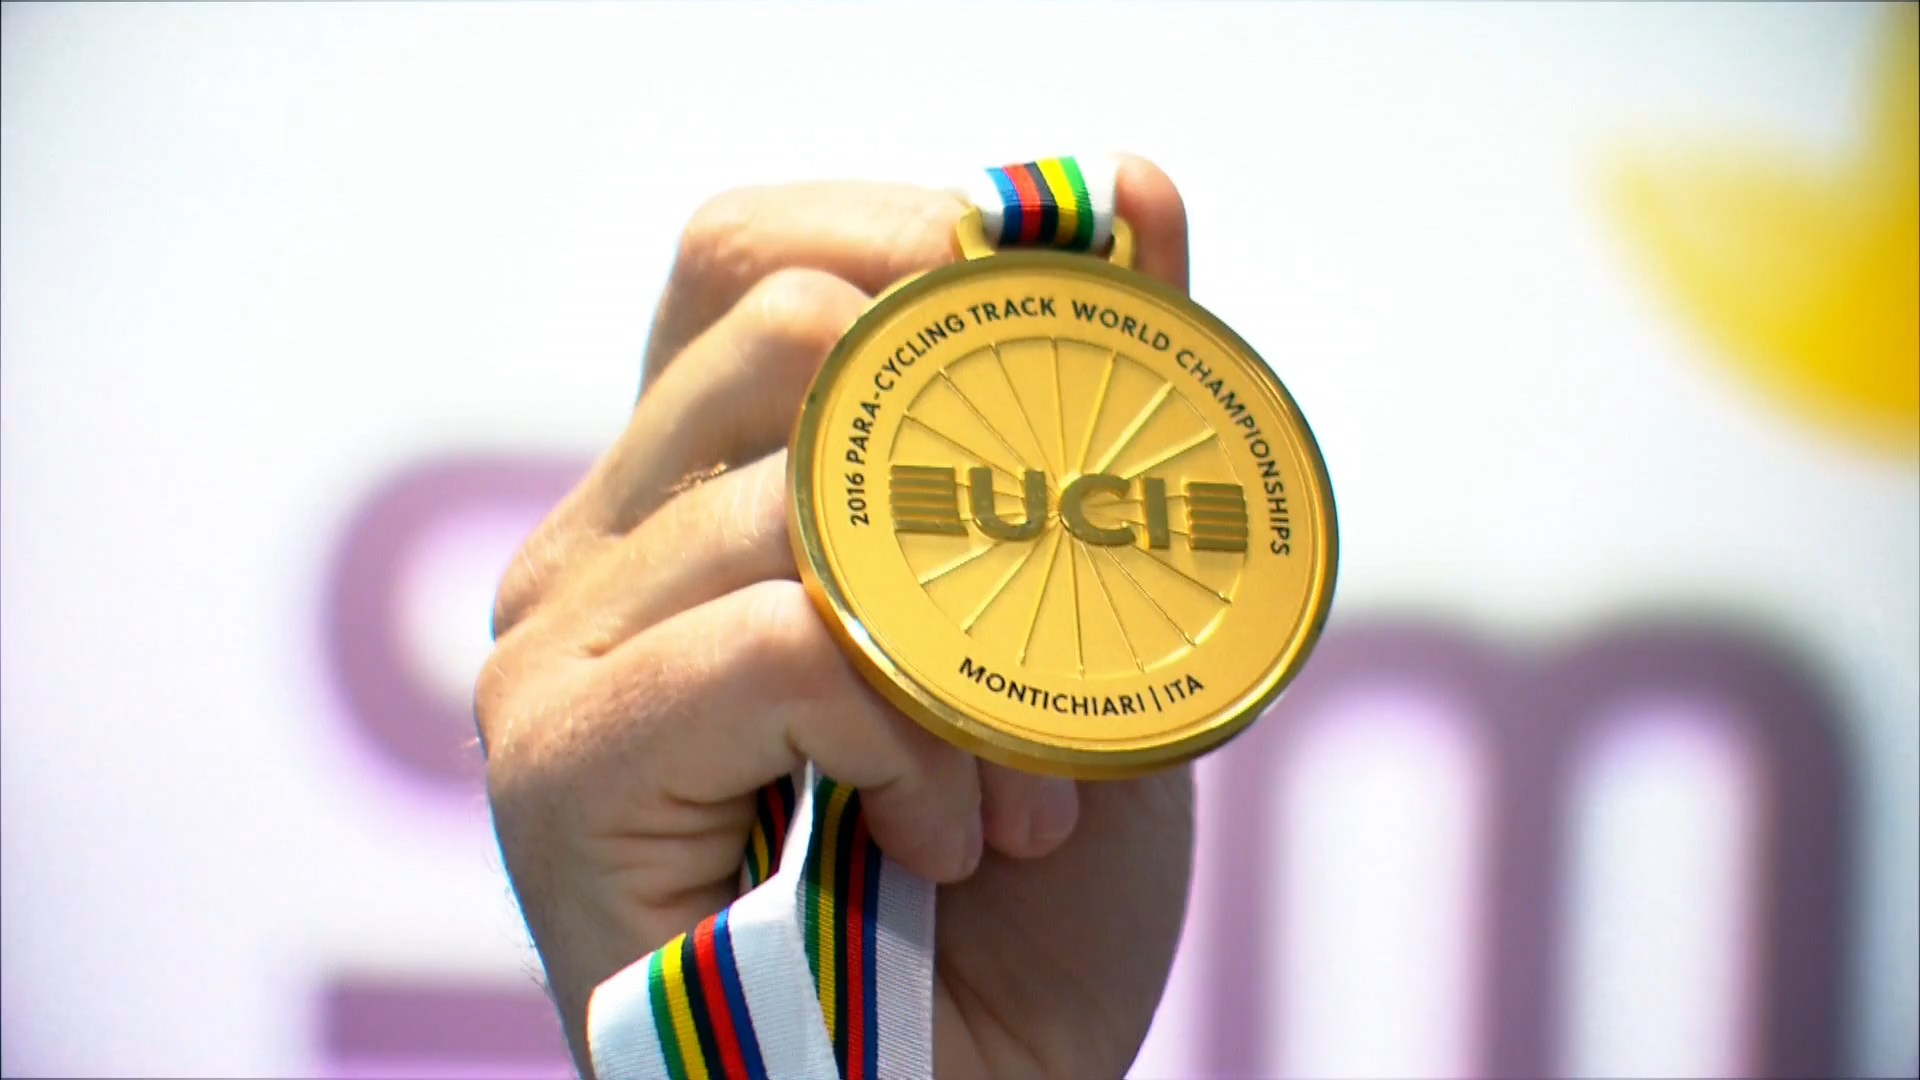 2016 PARA-CYCLING TRACK WORLD CHAMPIONSHIPS
UCI
MONTICHIARI | ITA